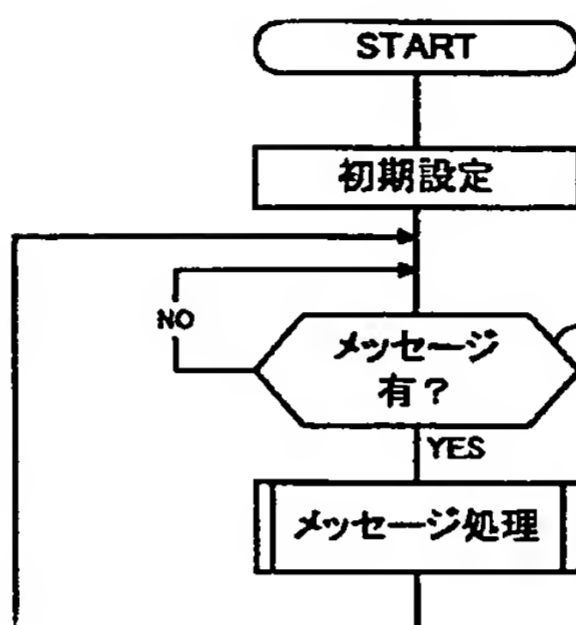 START
初期設定
NO
メッセージ
有？
YES
メッセージ処理